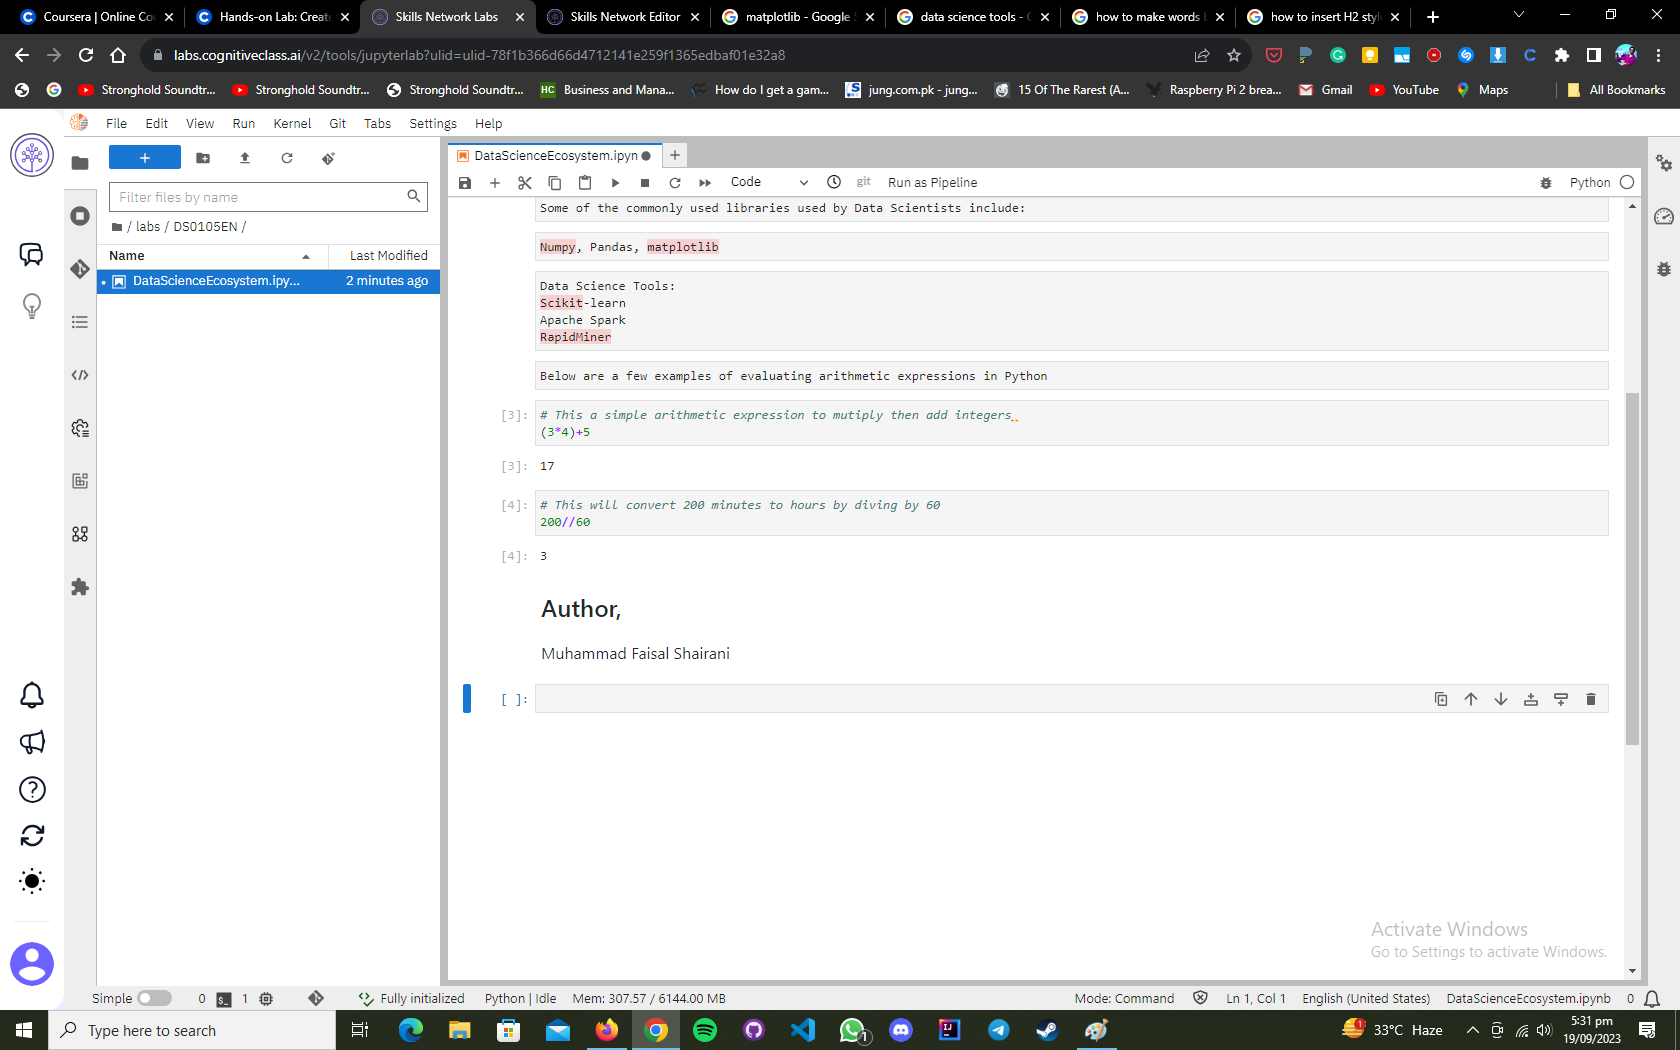 Coursera | Online Co
Hands-on Lab: Create
Skills Network Labs
Skills Network Editor
matplotlib - Google S
data science tools - G
how to make words
how to insert H2 style
labs.cognitiveclass.ai/v2/tools/jupyterlab?ulid=ulid-78f1b366d66d4712141e259f1365edbaf01e32a8
Stronghold Soundtr...
Stronghold Soundtr...
Stronghold Soundtr...
HC Business and Mana...
How do I get a gam...
jung.com.pk - jung...
15 Of The Rarest (A...
Raspberry Pi 2 brea...
Gmail
YouTube
Maps
All Bookmarks
File Edit View Run Kernel Git Tabs Settings Help
DataScienceEcosystem.ipyn
Code
git
Run as Pipeline
Python
Filter files by name
/ labs / DS0105EN /
Name Last Modified
DataScienceEcosystem.ipy... 2 minutes ago
Some of the commonly used libraries used by Data Scientists include:
Numpy, Pandas, matplotlib
Data Science Tools:
Scikit-learn
Apache Spark
RapidMiner
Below are a few examples of evaluating arithmetic expressions in Python
[3]: # This a simple arithmetic expression to mutiply then add integers.
(3*4)+5
[3]: 17
[4]: # This will convert 200 minutes to hours by diving by 60
200//60
[4]: 3
Author,
Muhammad Faisal Shairani
[ ]:
Activate Windows
Go to Settings to activate Windows.
Simple 0 $_ 1 Fully initialized Python | Idle Mem: 307.57 / 6144.00 MB Mode: Command Ln 1, Col 1 English (United States) DataScienceEcosystem.ipynb 0
Type here to search
1
33°C Haze
5:31 pm
19/09/2023